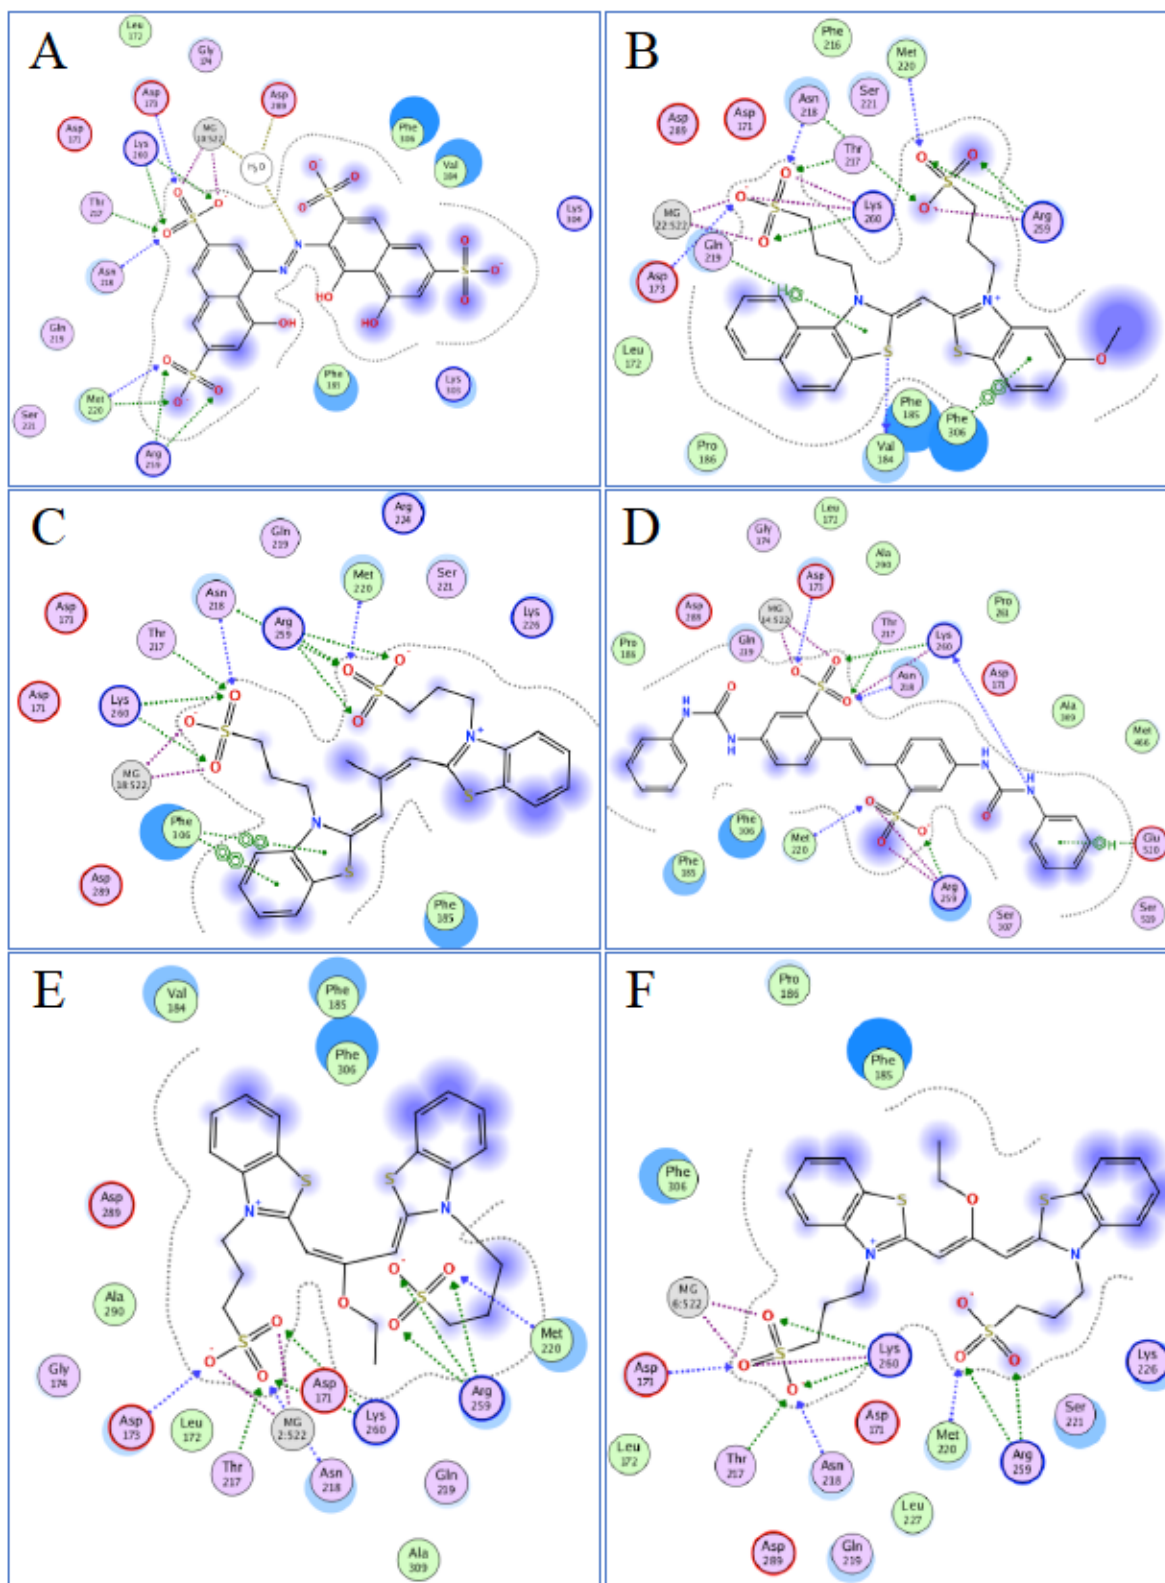 A
Leu
172
Gly
174
Asp
173
Asp
289
Asp
171
Lys
260
MG
H2O
Phe
306
Val
184
Thr
217
Lys
304
Asn
218
O
O
O
O-
S
O
O
N
N
HO
HO
OH
S
O
O-
O
Gln
219
S
O
O
O-
Met
220
Phe
185
Lys
305
Ser
221
Arg
259
B
Phe
216
Met
220
Asp
289
Asp
171
Asn
218
Ser
221
Thr
217
MG
22:522
Lys
260
Arg
259
Gln
219
Asp
173
O
O-
S
O
O
O
S
O
H
N
N+
S
S
O
Leu
172
Phe
185
Phe
306
Pro
186
Val
184
C
Arg
224
Gln
219
Met
220
Ser
221
Asn
218
Asp
173
Arg
259
Lys
226
Thr
217
Asp
171
Lys
260
MG
18:522
O
O
S
O
O-
O
S
O
N+
S
N
S
Phe
306
Asp
289
Phe
185
D
Leu
172
Gly
174
Ala
290
Asp
173
Asp
289
MG
14:522
Pro
261
Pro
186
Gln
219
Thr
217
Lys
260
Asn
218
Asp
171
Ala
309
Met
466
O
O
S
O
NH
O
NH
NH
O
NH
O
S
O-
O
Phe
306
Met
220
Phe
185
H
Glu
510
Arg
259
Ser
307
Ser
519
E
Val
184
Phe
185
Phe
306
Asp
289
S
S
N+
N
O
O-
O
S
O
O
S
O-
O
Ala
290
Met
220
Gly
174
Asp
173
Leu
172
Asp
171
Arg
259
MG
2:522
Lys
260
Thr
217
Asn
218
Gln
219
Ala
309
F
Pro
186
Phe
185
Phe
306
S
O
S
N+
N
MG
6:522
O
S
O
O
O-
S
O
O
Lys
260
Asp
171
Lys
226
Asp
171
Met
220
Ser
221
Leu
172
Thr
217
Asn
218
Arg
259
Leu
227
Asp
289
Gln
219